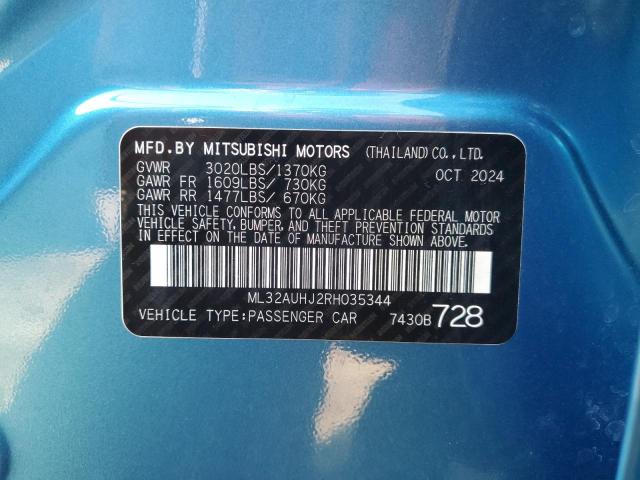 MFD.BY MITSUBISHI MOTORS (THAILAND) CO., LTD.
GVWR 3020LBS/1370KG OCT 2024
GAWR FR 1609LBS/ 730KG
GAWR RR 1477LBS/ 670KG
THIS VEHICLE CONFORMS TO ALL APPLICABLE FEDERAL MOTOR
VEHICLE SAFETY, BUMPER, AND THEFT PREVENTION STANDARDS
IN EFFECT ON THE DATE OF MANUFACTURE SHOWN ABOVE.
ML32AUHJ2RH035344
VEHICLE TYPE:PASSENGER CAR 7430B 728